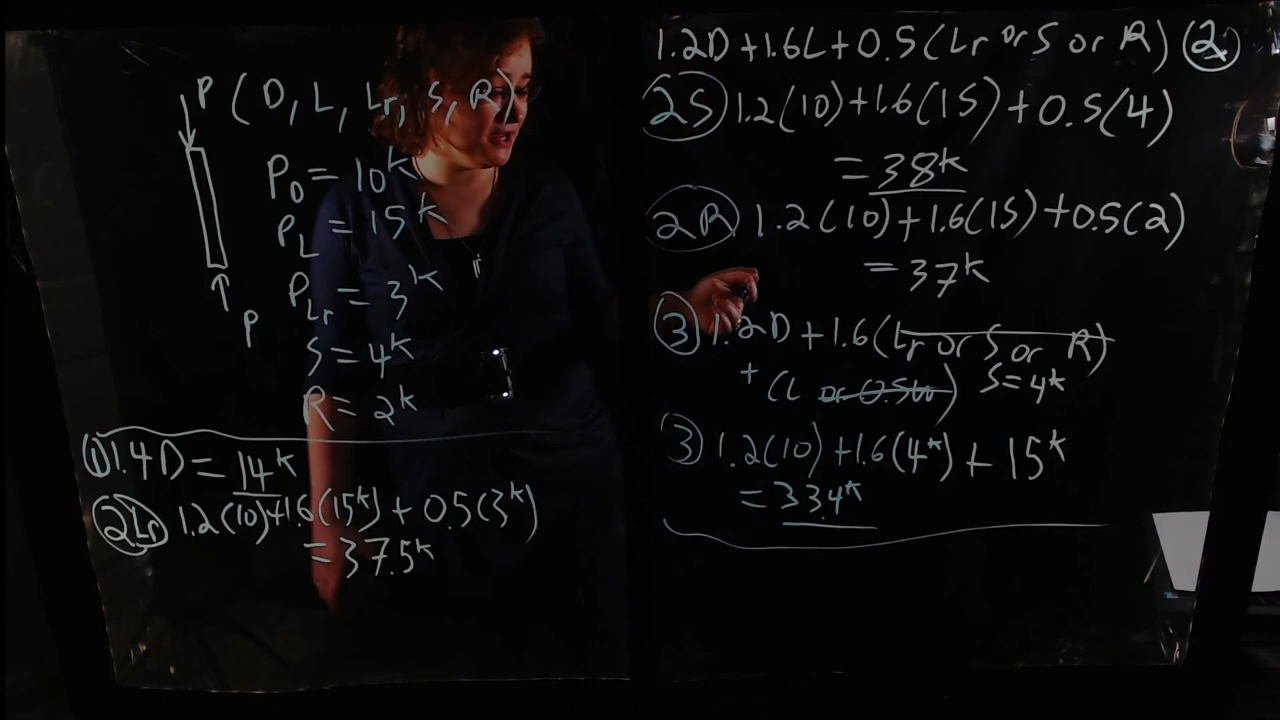 P (D, L, Lr, S, R)
P_D = 10^k
P_L = 15^k
P_Lr = 3^k
P
S = 4^k
R = 2^k
① 1.4D = 14^k
②Lr 1.2(10)+1.6(15^k) + 0.5(3^k)
= 37.5^k
1.2D +1.6L+0.5(Lr or S or R) ②
②S 1.2(10)+1.6(15)+0.5(4)
= 38^k
②R 1.2(10)+1.6(15)+0.5(2)
= 37^k
③ 1.2D + 1.6(Lr or S or R)
+ (L or 0.5W) S=4^k
③ 1.2(10)+1.6(4^k)+ 15^k
= 33.4^k